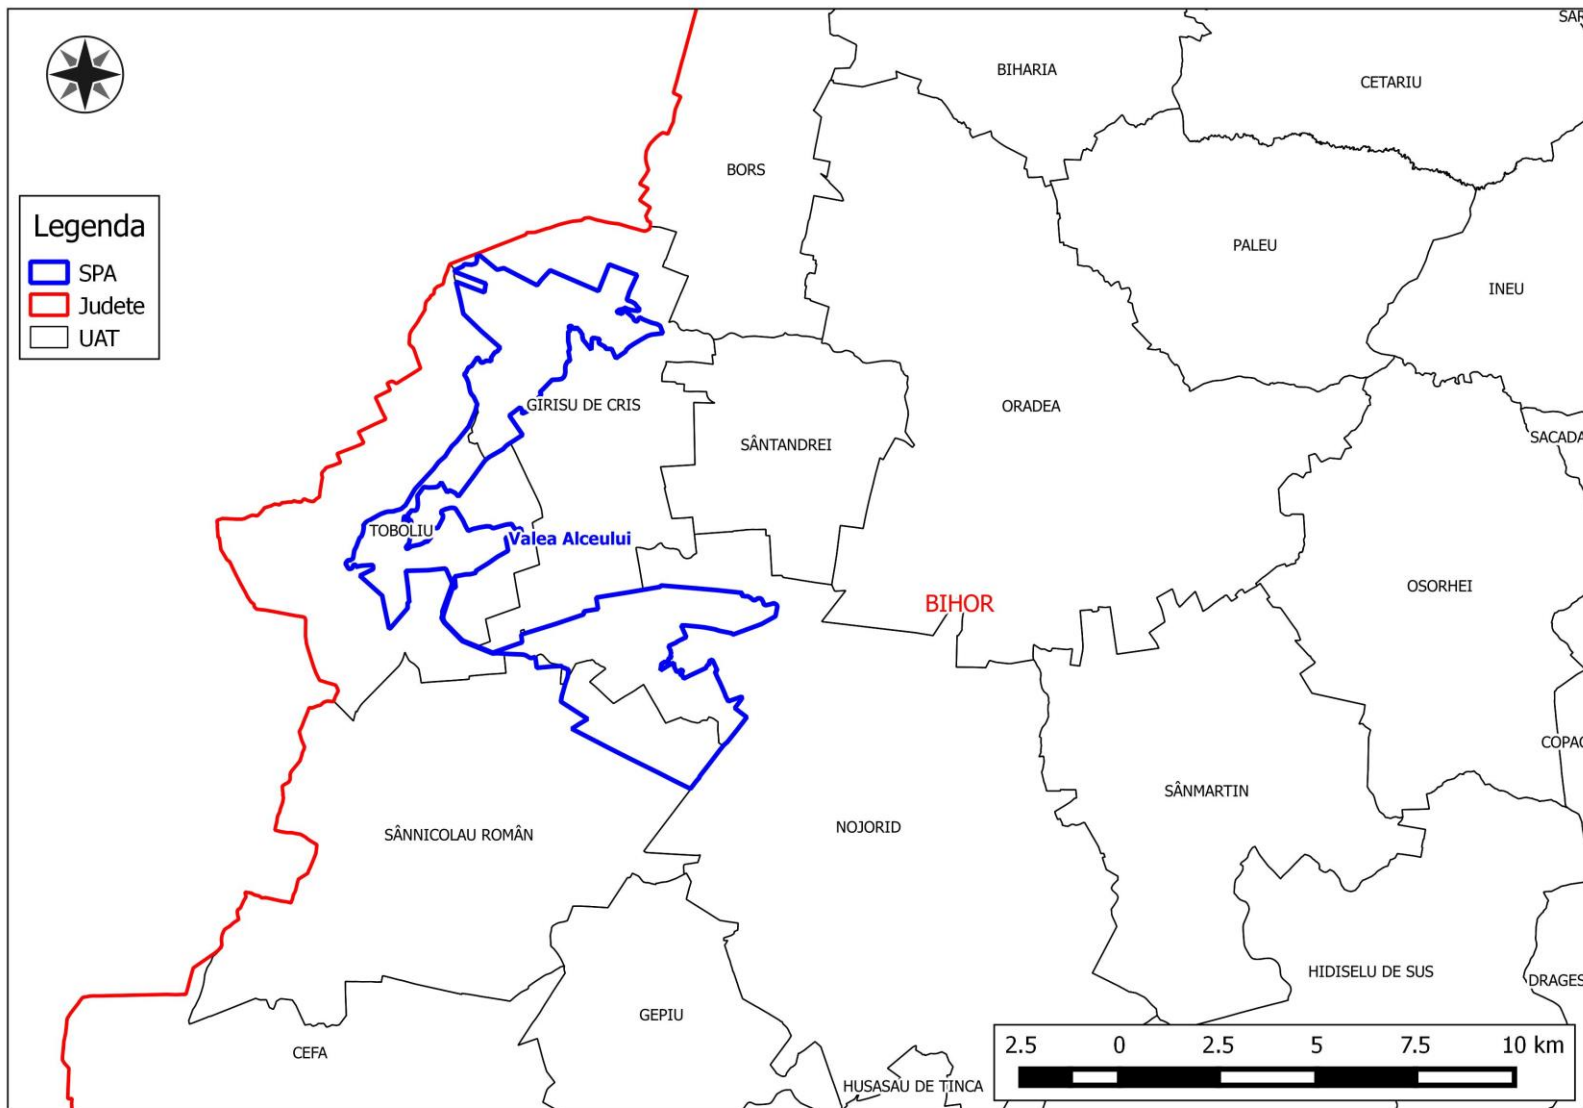 SAR
BIHARIA
CETARIU
BORS
Legenda
SPA
Judete
UAT
PALEU
INEU
GIRISU DE CRIS
ORADEA
SÂNTANDREI
SACADA
TOBOLIU
Valea Alceului
OSORHEI
BIHOR
COPAC
SÂNMARTIN
SÂNNICOLAU ROMÂN
NOJORID
HIDISELU DE SUS
DRAGES
GEPIU
CEFA
2.5 0 2.5 5 7.5 10 km
HUSASAU DE TINCA